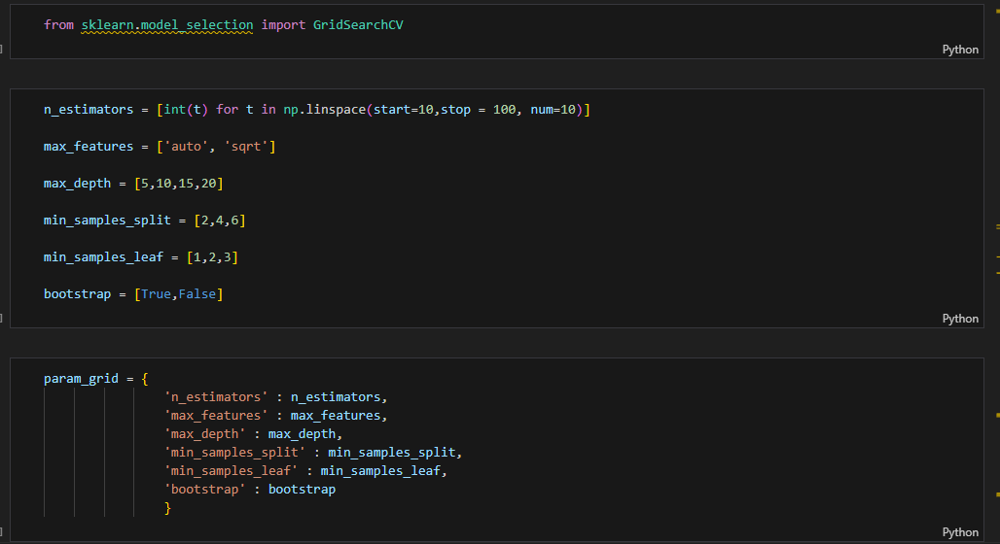 from sklearn.model_selection import GridSearchCV
Python
n_estimators = [int(t) for t in np.linspace(start=10,stop = 100, num=10)]
max_features = ['auto', 'sqrt']
max_depth = [5,10,15,20]
min_samples_split = [2,4,6]
min_samples_leaf = [1,2,3]
bootstrap = [True,False]
Python
param_grid = {
'n_estimators' : n_estimators,
'max_features' : max_features,
'max_depth' : max_depth,
'min_samples_split' : min_samples_split,
'min_samples_leaf' : min_samples_leaf,
'bootstrap' : bootstrap
}
Python